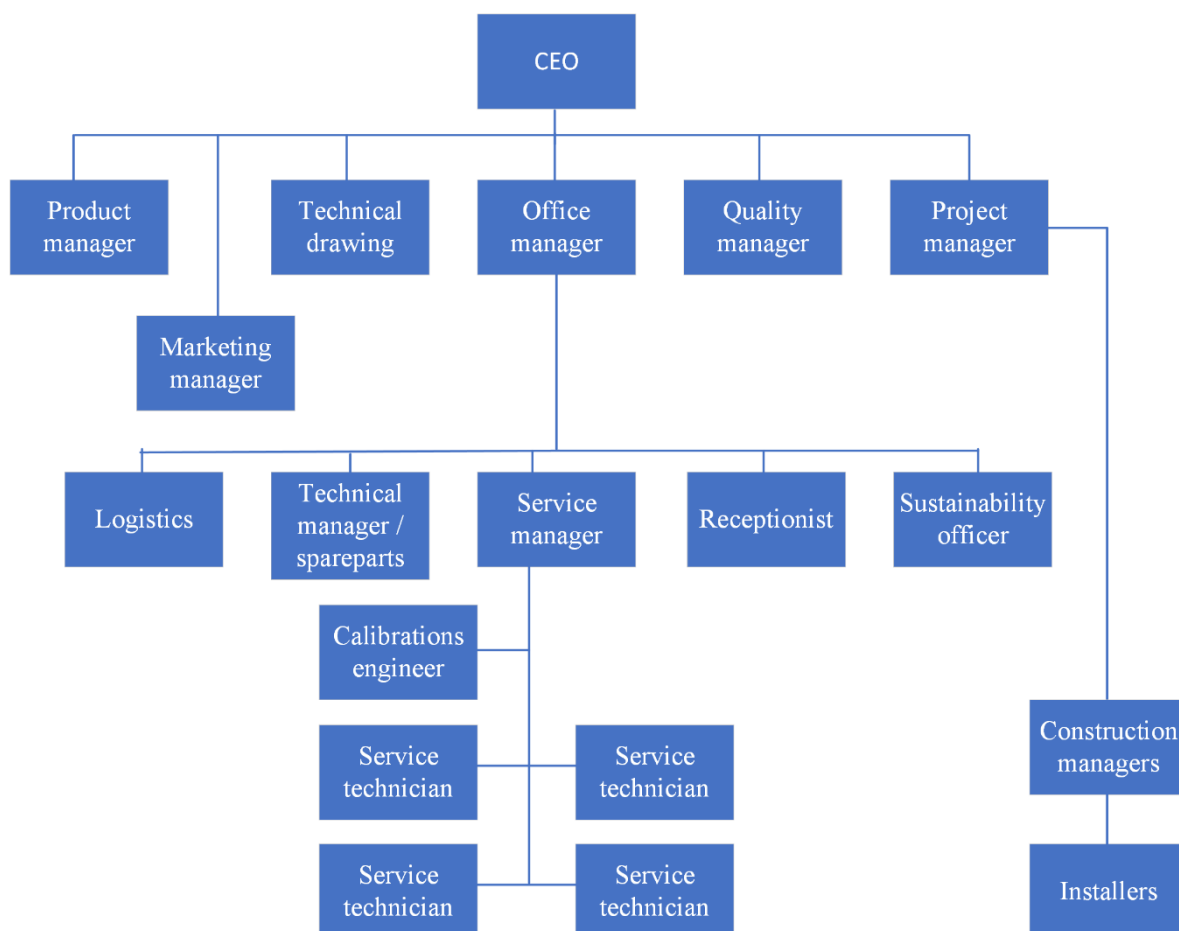 CEO
Product
manager
Technical
drawing
Office
manager
Quality
manager
Project
manager
Marketing
manager
Logistics
Technical
manager /
spareparts
Service
manager
Receptionist
Sustainability
officer
Calibrations
engineer
Service
technician
Service
technician
Construction
managers
Service
technician
Service
technician
Installers